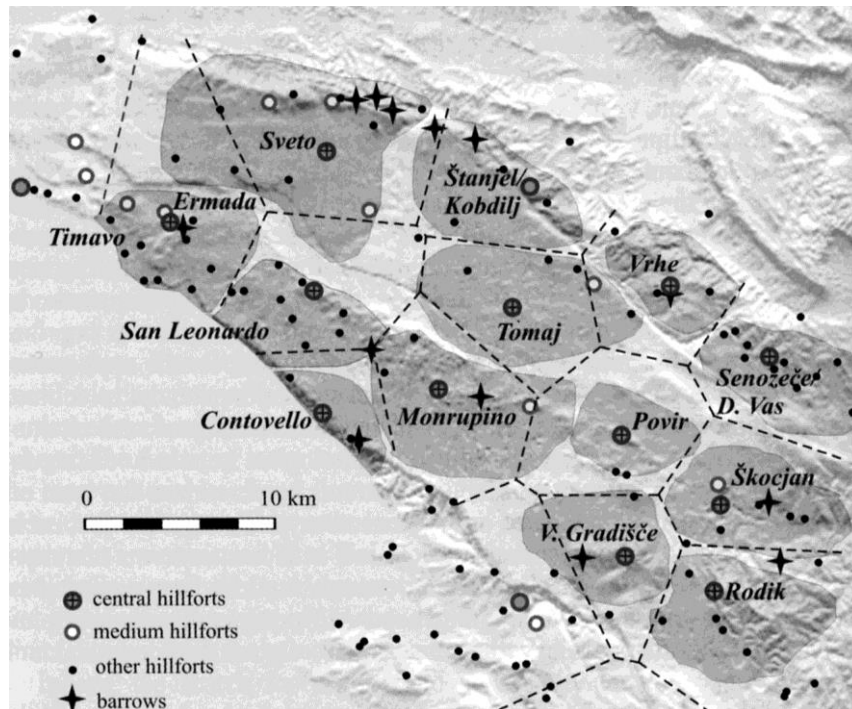 Sveto
Štanjel/
Kobdilj
Ermada
Timavo
Vrhe
San Leonardo
Tomaj
Senožeče/
D. Vas
Contovello
Monrupino
Povir
Škocjan
0 10 km
V. Gradišče
Rodik
central hillforts
medium hillforts
other hillforts
barrows